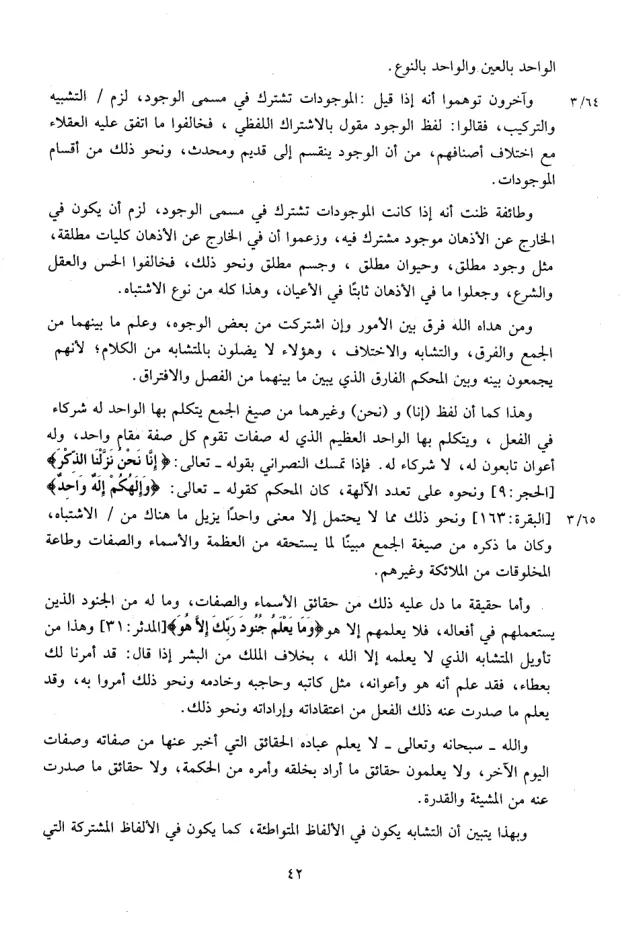 الواحد بالعين والواحد بالنوع.
٣/٦٤ وآخرون توهموا أنه إذا قيل : الموجودات تشترك في مسمى الوجود، لزم / التشبيه
والتركيب، فقالوا: لفظ الوجود مقول بالاشتراك اللفظي ، فخالفوا ما اتفق عليه العقلاء
مع اختلاف أصنافهم، من أن الوجود ينقسم إلى قديم ومحدث، ونحو ذلك من أقسام
الموجودات.
وطائفة ظنت أنه إذا كانت الموجودات تشترك في مسمى الوجود، لزم أن يكون في
الخارج عن الأذهان موجود مشترك فيه، وزعموا أن في الخارج عن الأذهان كليات مطلقة،
مثل وجود مطلق، وحيوان مطلق ، وجسم مطلق ونحو ذلك، فخالفوا الحس والعقل
والشرع، وجعلوا ما في الأذهان ثابتًا في الأعيان، وهذا كله من نوع الاشتباه.
ومن هداه الله فرق بين الأمور وإن اشتركت من بعض الوجوه، وعلم ما بينهما من
الجمع والفرق، والتشابه والاختلاف ، وهؤلاء لا يضلون بالمتشابه من الكلام؛ لأنهم
يجمعون بينه وبين المحكم الفارق الذي يبين ما بينهما من الفصل والافتراق.
وهذا كما أن لفظ (إنا) و (نحن) وغيرهما من صيغ الجمع يتكلم بها الواحد له شركاء
في الفعل ، ويتكلم بها الواحد العظيم الذي له صفات تقوم كل صفة مقام واحد، وله
أعوان تابعون له، لا شركاء له. فإذا تمسك النصراني بقوله ـ تعالى: ﴿ إِنَّا نَحْنُ نَزَّلْنَا الذِّكْرَ﴾
[الحجر:٩] ونحوه على تعدد الآلهة، كان المحكم كقوله ـ تعالى: ﴿وَإِلَهُكُمْ إِلَهٌ وَاحِدٌ﴾
٣/٦٥ [البقرة:١٦٣] ونحو ذلك مما لا يحتمل إلا معنى واحدًا يزيل ما هناك من / الاشتباه،
وكان ما ذكره من صيغة الجمع مبينًا لما يستحقه من العظمة والأسماء والصفات وطاعة
المخلوقات من الملائكة وغيرهم.
وأما حقيقة ما دل عليه ذلك من حقائق الأسماء والصفات، وما له من الجنود الذين
يستعملهم في أفعاله، فلا يعلمهم إلا هو﴿وَمَا يَعْلَمُ جُنُودَ رَبِّكَ إِلاَّ هُوَ﴾[المدثر:٣١] وهذا من
تأويل المتشابه الذي لا يعلمه إلا الله ، بخلاف الملك من البشر إذا قال: قد أمرنا لك
بعطاء، فقد علم أنه هو وأعوانه، مثل كاتبه وحاجبه وخادمه ونحو ذلك أمروا به، وقد
يعلم ما صدرت عنه ذلك الفعل من اعتقاداته وإراداته ونحو ذلك.
والله ـ سبحانه وتعالى ـ لا يعلم عباده الحقائق التي أخبر عنها من صفاته وصفات
اليوم الآخر، ولا يعلمون حقائق ما أراد بخلقه وأمره من الحكمة، ولا حقائق ما صدرت
عنه من المشيئة والقدرة.
وبهذا يتبين أن التشابه يكون في الألفاظ المتواطئة، كما يكون في الألفاظ المشتركة التي
٤٢